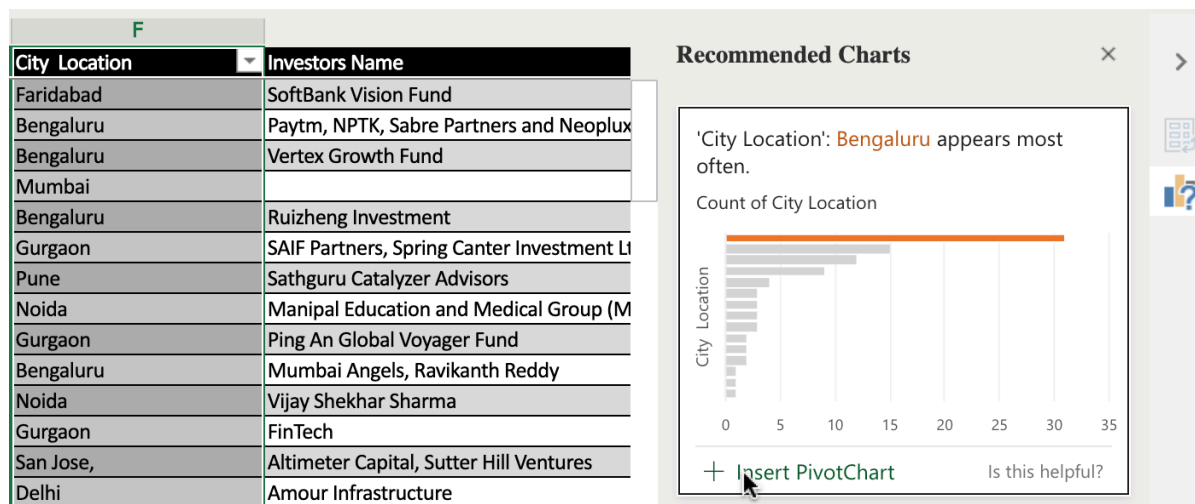 F
City Location
Investors Name
Faridabad
SoftBank Vision Fund
Bengaluru
Paytm, NPTK, Sabre Partners and Neoplux
Bengaluru
Vertex Growth Fund
Mumbai
Bengaluru
Ruizheng Investment
Gurgaon
SAIF Partners, Spring Canter Investment Lt
Pune
Sathguru Catalyzer Advisors
Noida
Manipal Education and Medical Group (M
Gurgaon
Ping An Global Voyager Fund
Bengaluru
Mumbai Angels, Ravikanth Reddy
Noida
Vijay Shekhar Sharma
Gurgaon
FinTech
San Jose,
Altimeter Capital, Sutter Hill Ventures
Delhi
Amour Infrastructure
Recommended Charts
'City Location': Bengaluru appears most
often.
Count of City Location
City Location
0 5 10 15 20 25 30 35
Insert PivotChart
Is this helpful?